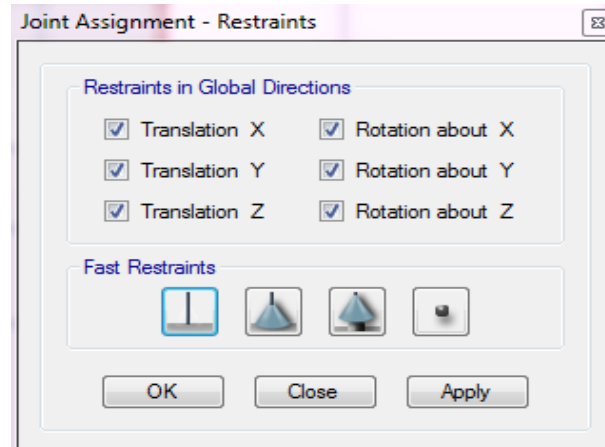 Joint Assignment - Restraints
Restraints in Global Directions
Translation X Rotation about X
Translation Y Rotation about Y
Translation Z Rotation about Z
Fast Restraints
OK Close Apply